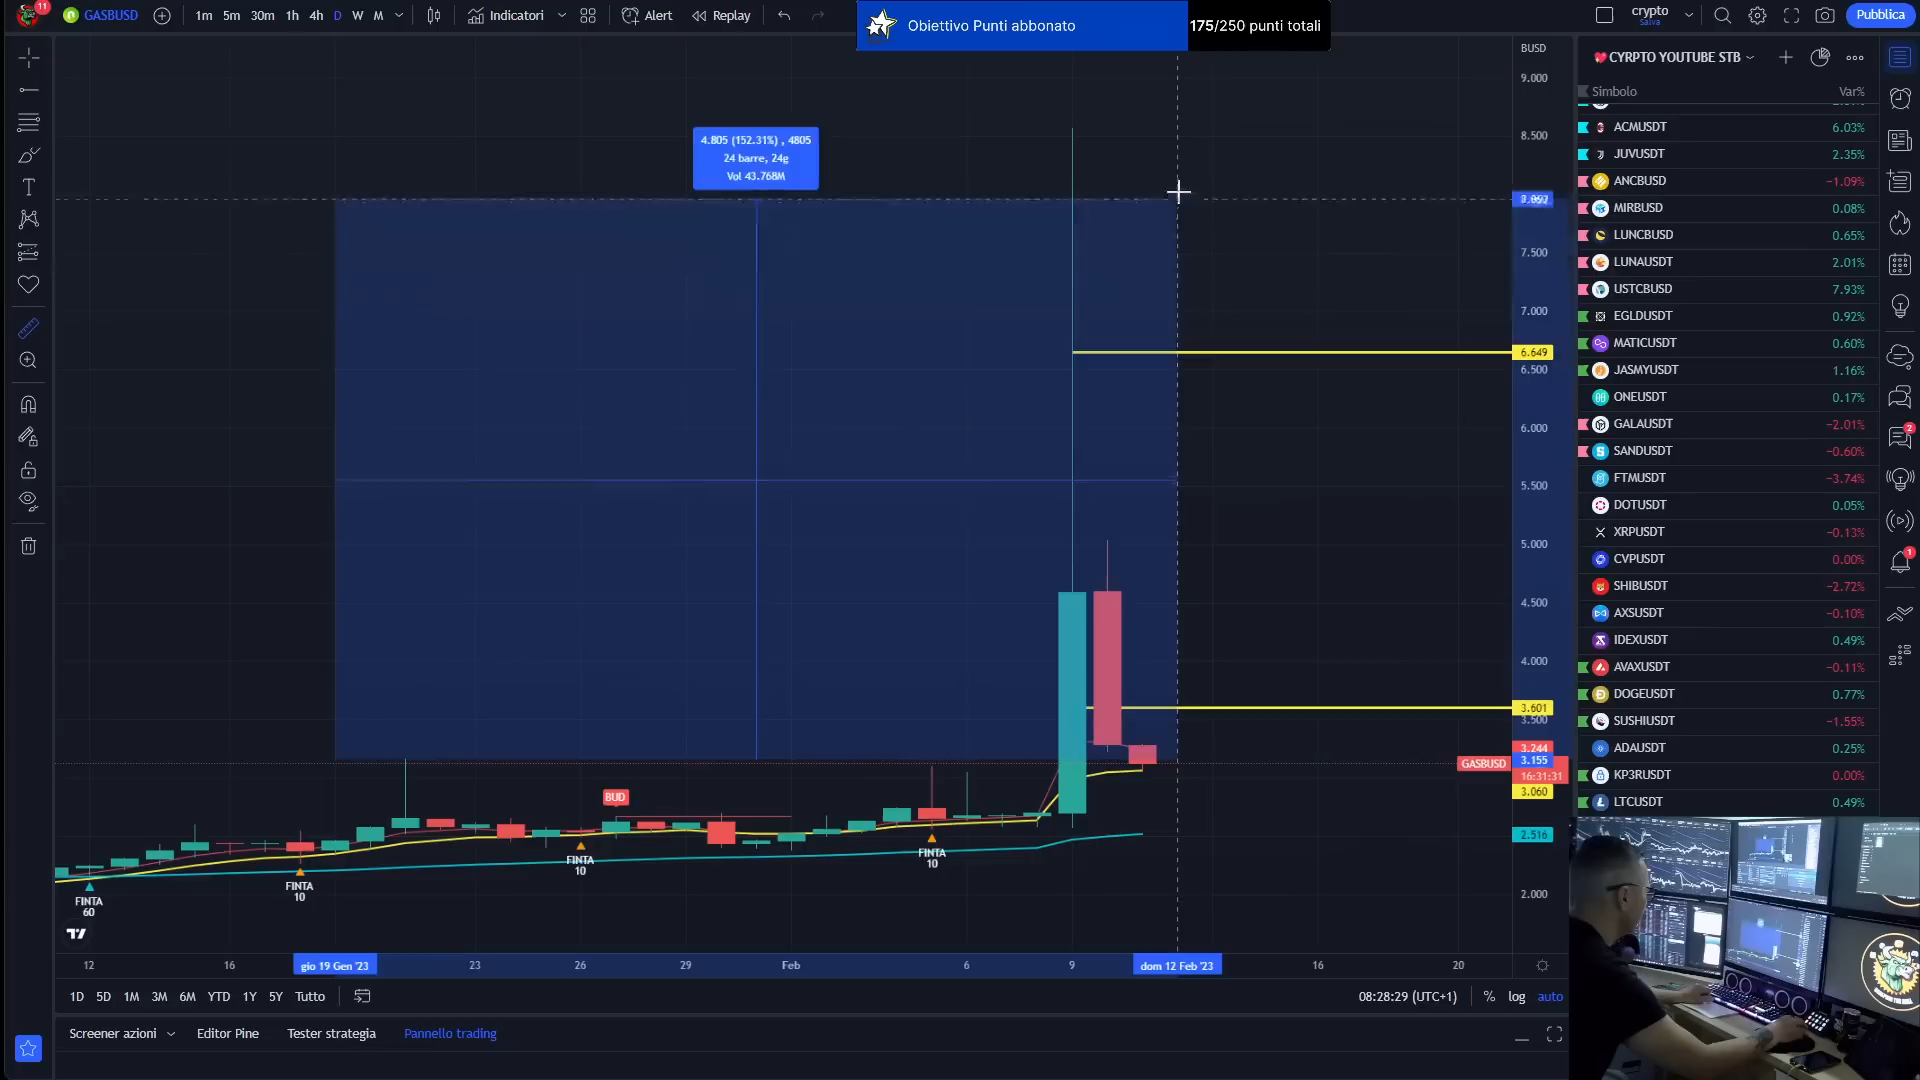 11
GASBUSD
1m 5m 30m 1h 4h D W M
Indicatori
Alert
Replay
Obiettivo Punti abbonato
175/250 punti totali
crypto
Salva
Pubblica
4.805 (152.31%) , 4805
24 barre, 24g
Vol 43.768M
BUSD
9.000
8.500
7.500
7.000
6.649
6.500
6.000
5.500
5.000
4.500
4.000
3.601
3.500
3.244
GASBUSD
3.155
16:31:31
3.060
2.516
2.000
BUD
FINTA
60
FINTA
10
FINTA
10
FINTA
10
12
16
gio 19 Gen '23
23
26
29
Feb
6
9
dom 12 Feb '23
16
20
1D 5D 1M 3M 6M YTD 1Y 5Y Tutto
08:28:29 (UTC+1)
% log auto
Screener azioni
Editor Pine
Tester strategia
Pannello trading
CYRPTO YOUTUBE STB
Simbolo Var%
ACMUSDT 6.03%
JUVUSDT 2.35%
ANCBUSD −1.09%
MIRBUSD 0.08%
LUNCBUSD 0.65%
LUNAUSDT 2.01%
USTCBUSD 7.93%
EGLDUSDT 0.92%
MATICUSDT 0.60%
JASMYUSDT 1.16%
ONEUSDT 0.17%
GALAUSDT −2.01%
SANDUSDT −0.60%
FTMUSDT −3.74%
DOTUSDT 0.05%
XRPUSDT −0.13%
CVPUSDT 0.00%
SHIBUSDT −2.72%
AXSUSDT −0.10%
IDEXUSDT 0.49%
AVAXUSDT −0.11%
DOGEUSDT 0.77%
SUSHIUSDT −1.55%
ADAUSDT 0.25%
KP3RUSDT 0.00%
LTCUSDT 0.49%
2
1